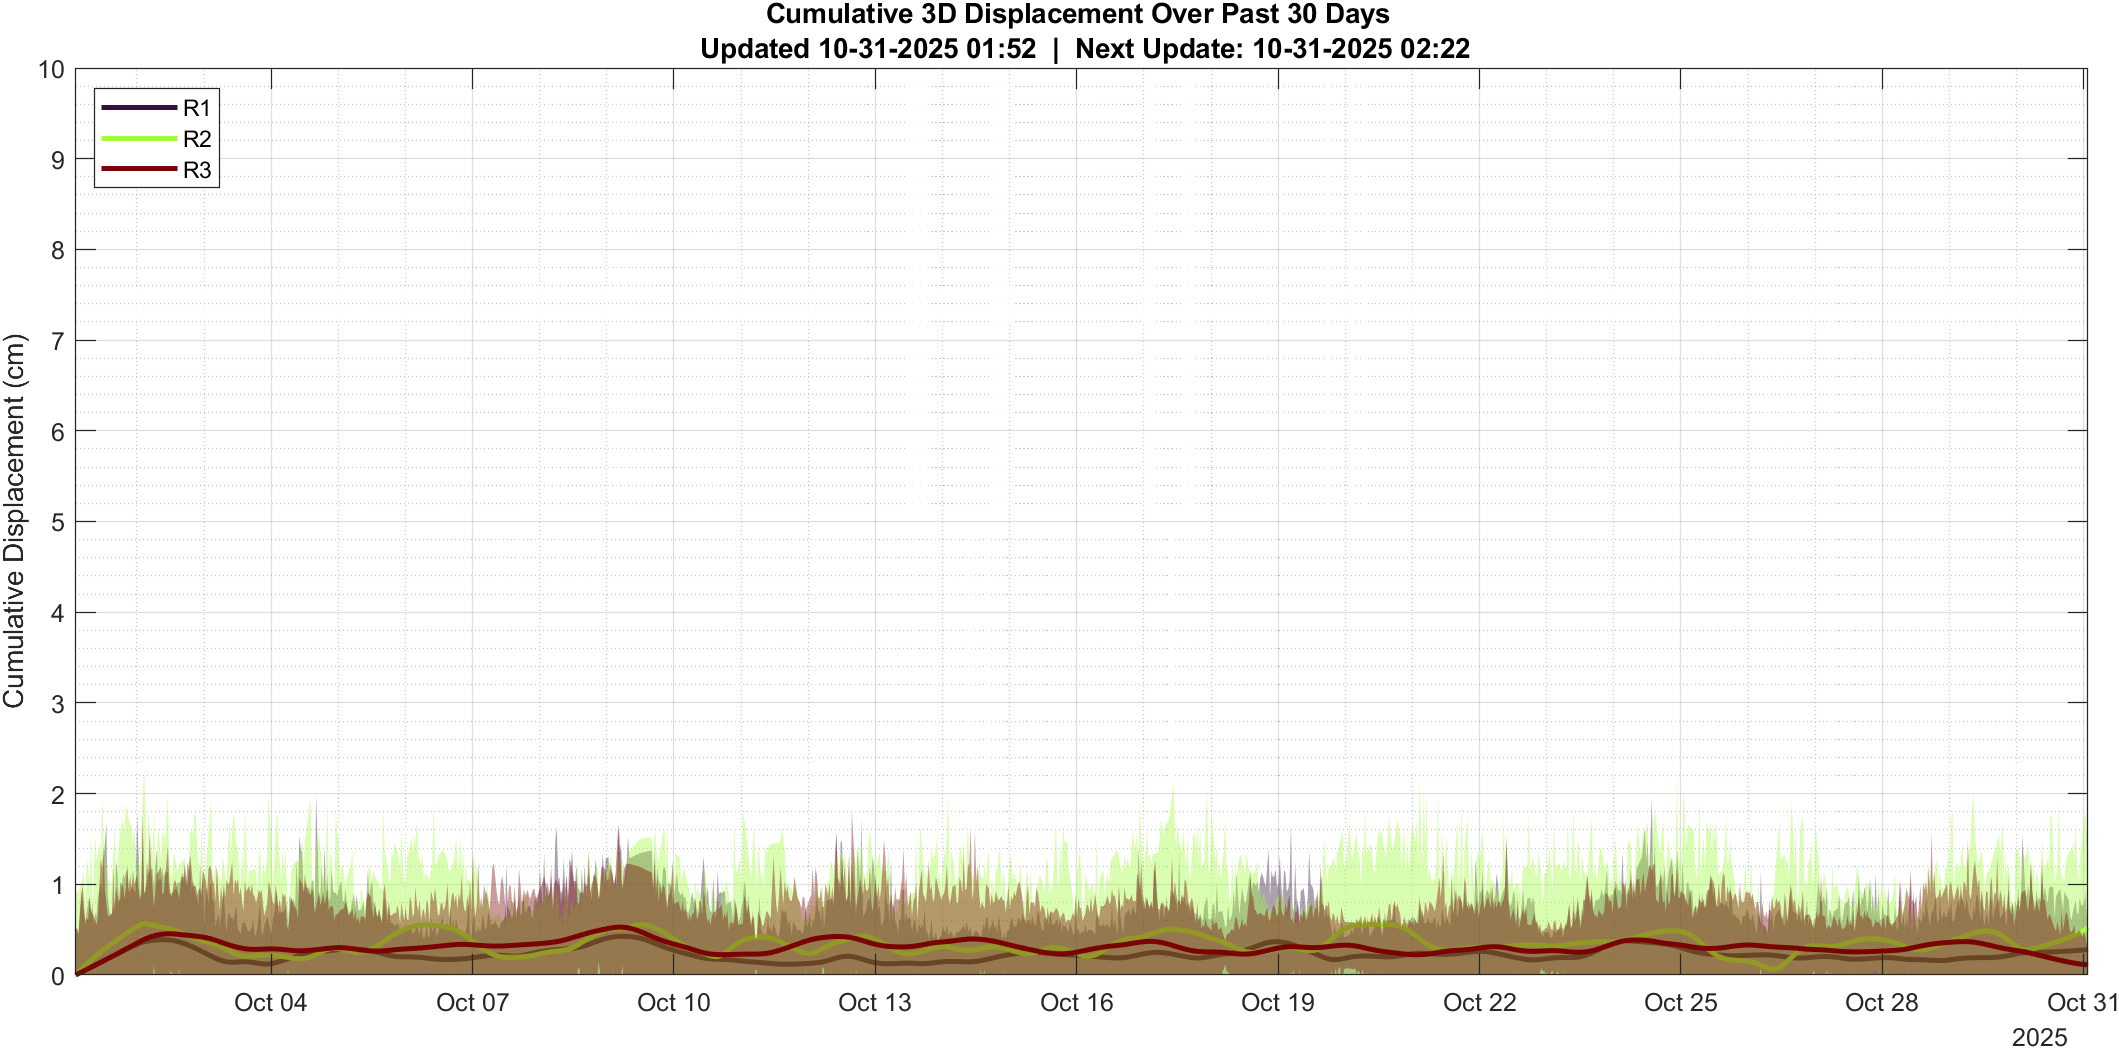 Cumulative 3D Displacement Over Past 30 Days
Updated 10-31-2025 01:52 | Next Update: 10-31-2025 02:22
R1
R2
R3
Cumulative Displacement (cm)
10
9
8
7
6
5
4
3
2
1
0
Oct 04 Oct 07 Oct 10 Oct 13 Oct 16 Oct 19 Oct 22 Oct 25 Oct 28 Oct 31
2025